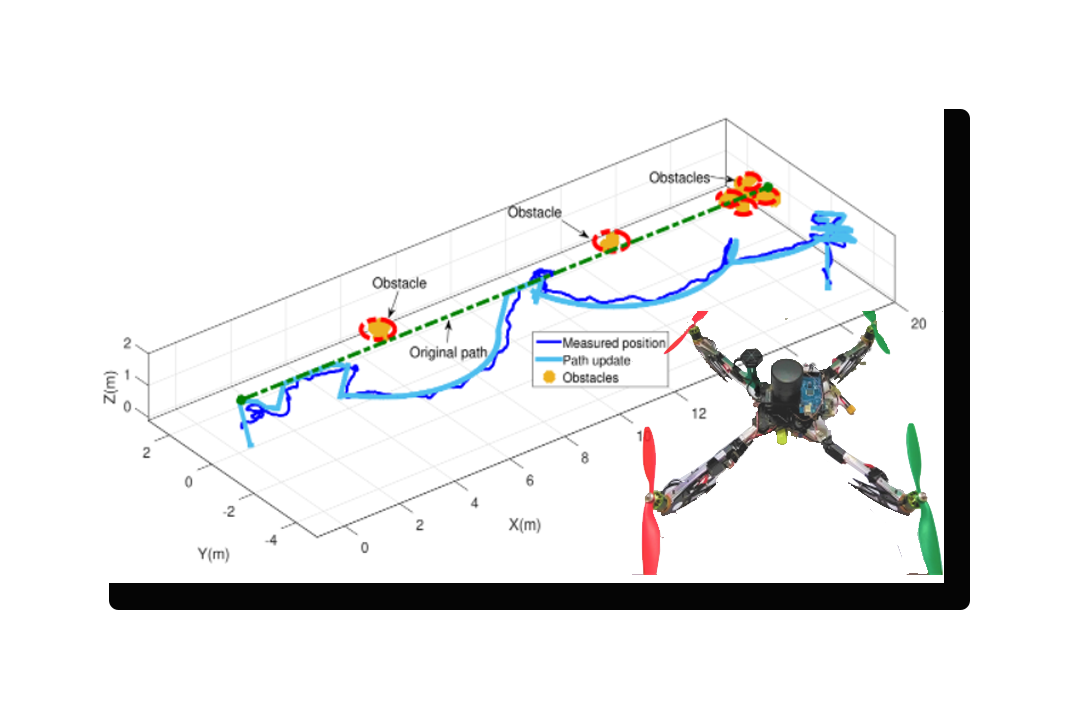 Obstacles
Obstacle
Obstacle
Original path
Measured position
Path update
Obstacles
2
1
0
Z(m)
2
0
-2
-4
Y(m)
0
2
4
6
8
12
20
X(m)